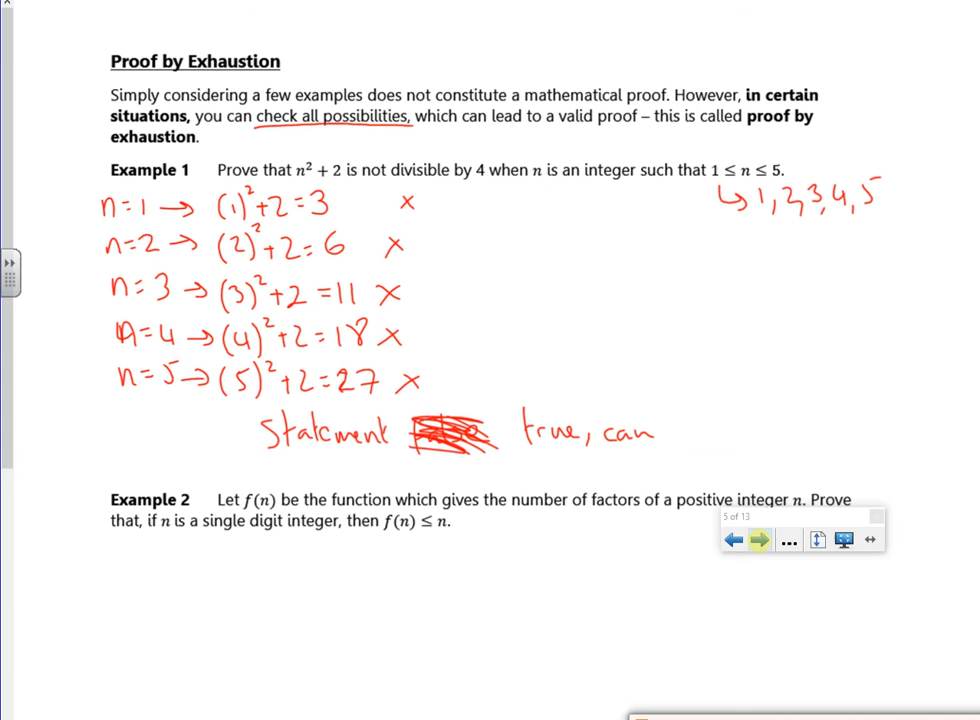 Proof by Exhaustion
Simply considering a few examples does not constitute a mathematical proof. However, in certain
situations, you can check all possibilities, which can lead to a valid proof – this is called proof by
exhaustion.
Example 1 Prove that n² + 2 is not divisible by 4 when n is an integer such that 1 ≤ n ≤ 5.
↳ 1, 2, 3, 4, 5
n=1 → (1)²+2=3 x
n=2 → (2)²+2=6 x
n=3 → (3)²+2=11 x
n=4 → (4)²+2=18 x
n=5 → (5)²+2=27 x
Statement true, can
Example 2 Let f(n) be the function which gives the number of factors of a positive integer n. Prove
that, if n is a single digit integer, then f(n) ≤ n.
5 of 13